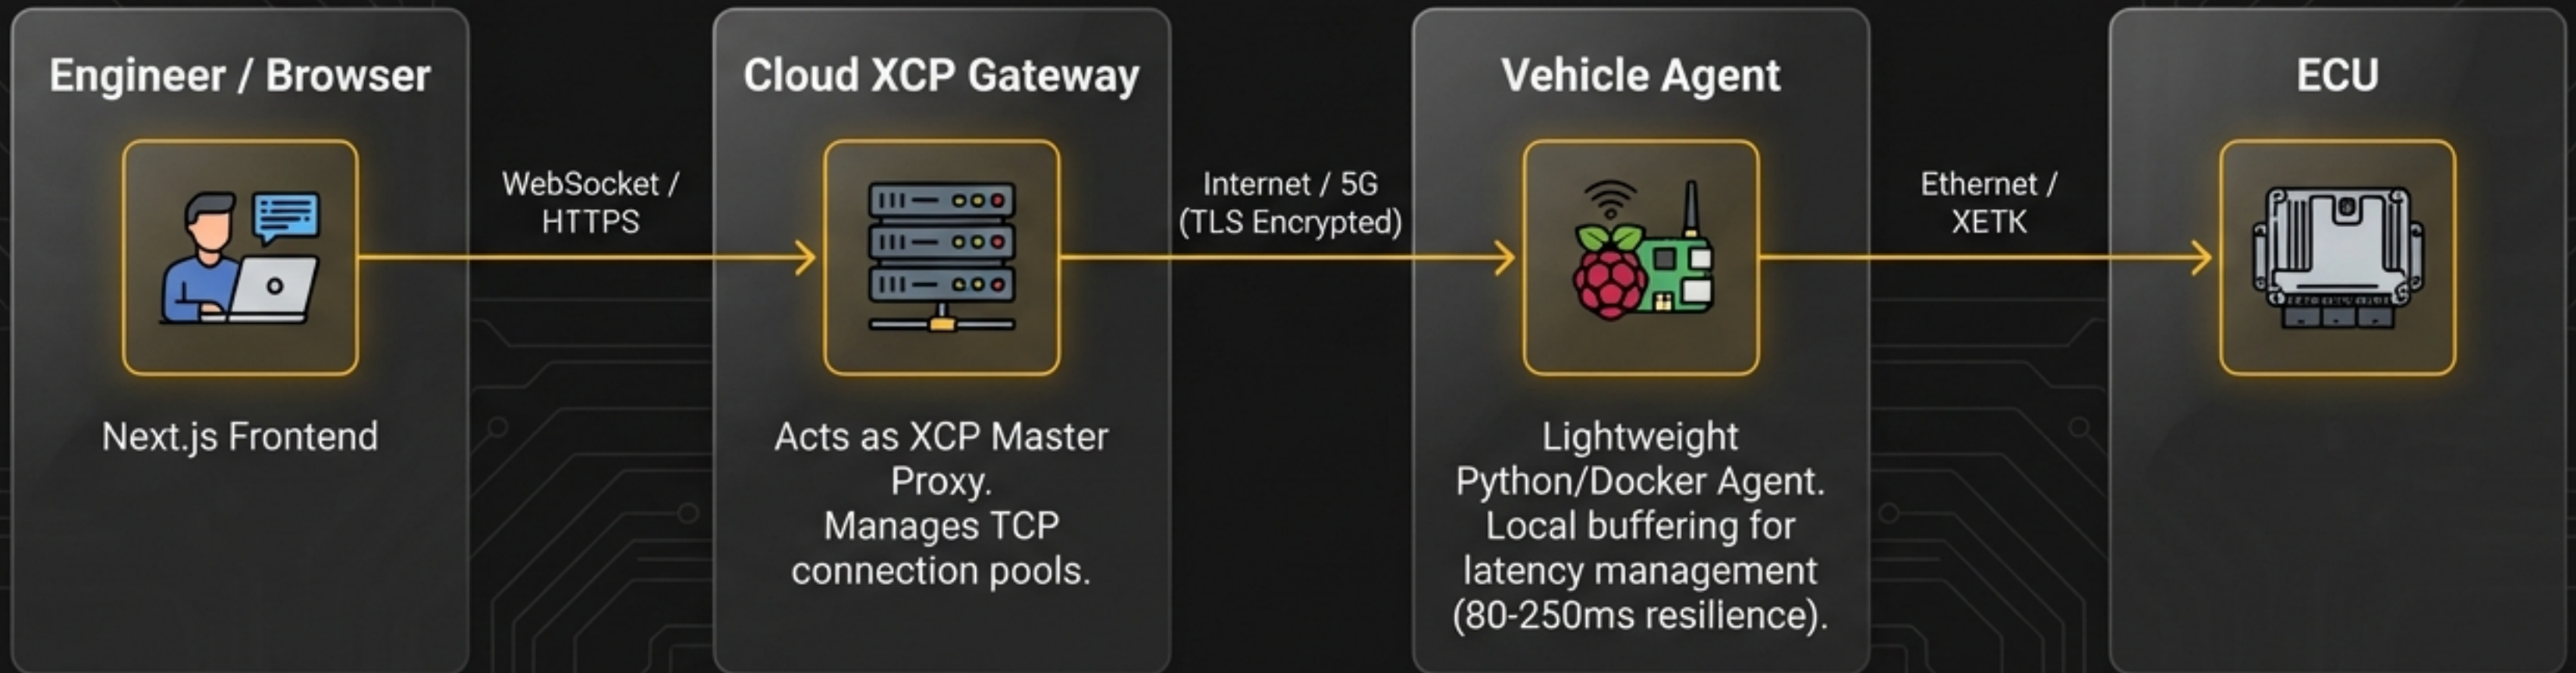 Engineer / Browser
Next.js Frontend
WebSocket /
HTTPS
Cloud XCP Gateway
Acts as XCP Master
Proxy.
Manages TCP
connection pools.
Internet / 5G
(TLS Encrypted)
Vehicle Agent
Lightweight
Python/Docker Agent.
Local buffering for
latency management
(80-250ms resilience).
Ethernet /
XETK
ECU